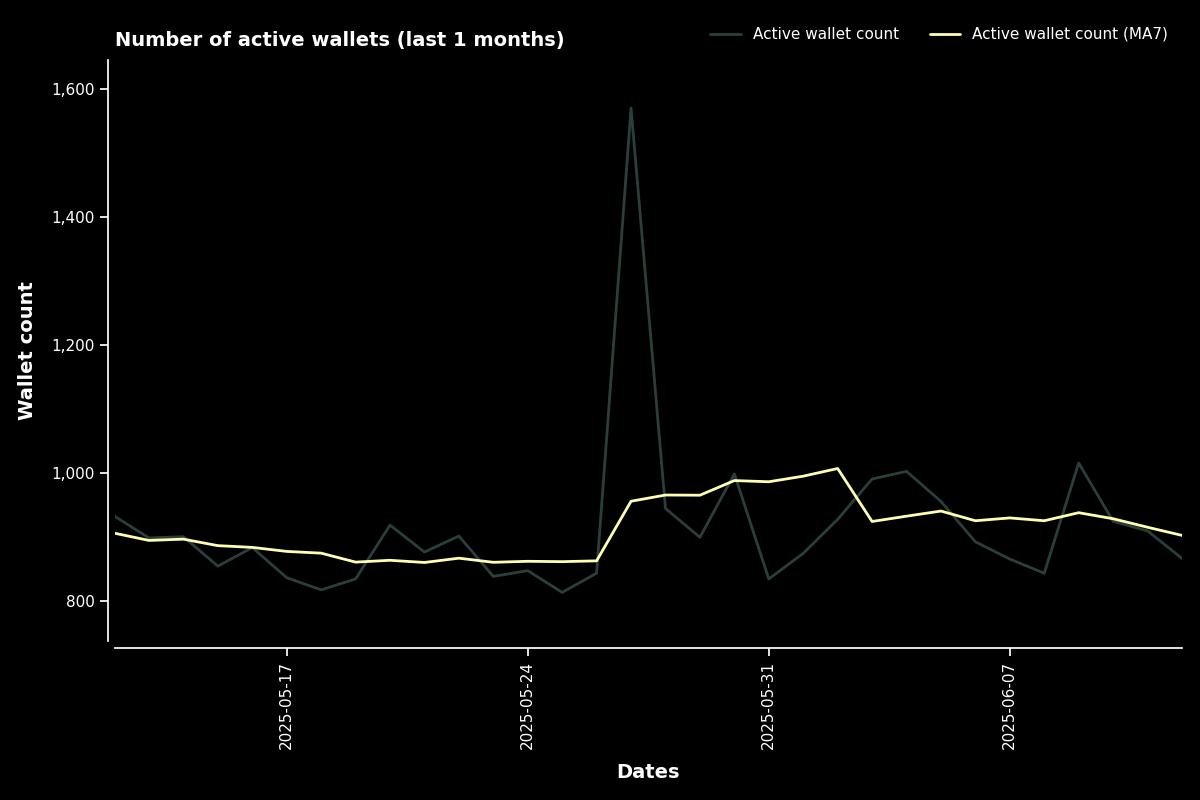 Number of active wallets (last 1 months)
Active wallet count
Active wallet count (MA7)
Wallet count
1,600
1,400
1,200
1,000
800
2025-05-17
2025-05-24
2025-05-31
2025-06-07
Dates